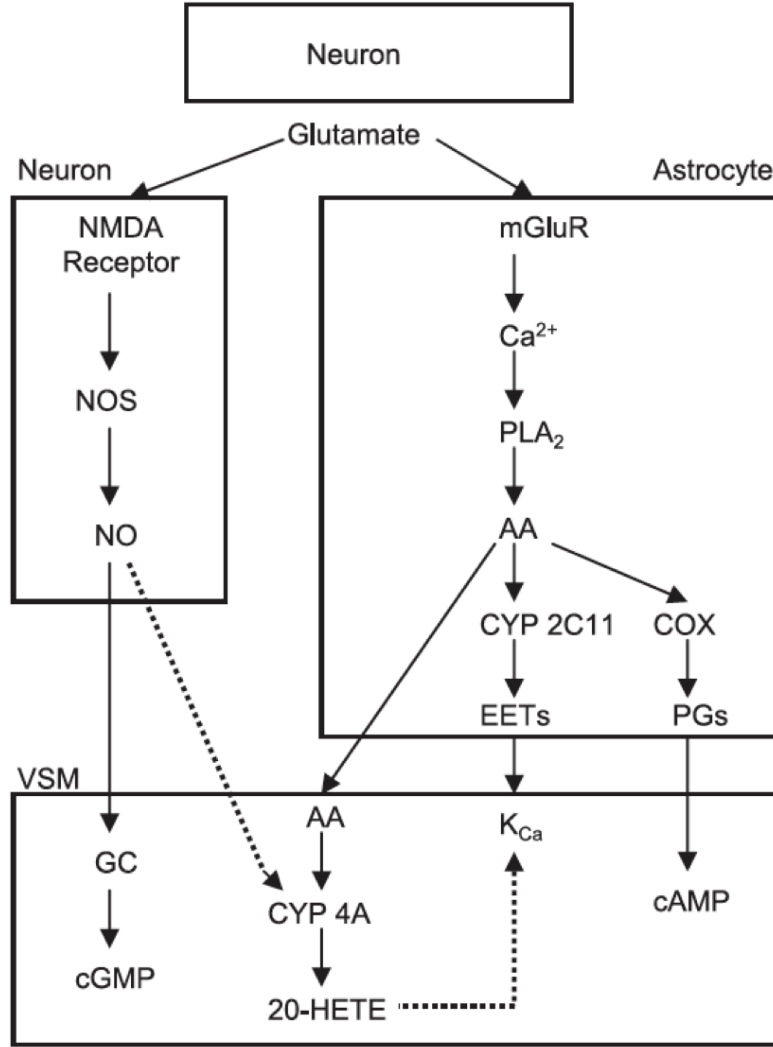 Neuron
Glutamate
Neuron
Astrocyte
NMDA
Receptor
mGluR
Ca²⁺
NOS
PLA₂
NO
AA
CYP 2C11
COX
EETs
PGs
VSM
AA
K_Ca
GC
cAMP
CYP 4A
cGMP
20-HETE